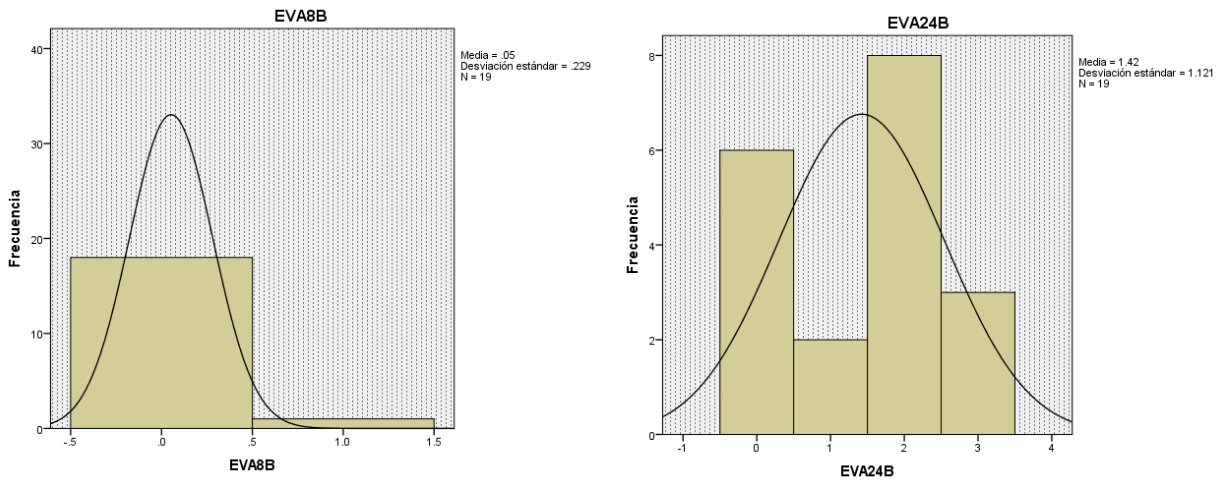 EVA8B
Media = .05
Desviación estándar = .229
N = 19
Frecuencia
40
30
20
10
0
-.5 .0 .5 1.0 1.5
EVA8B
EVA24B
Media = 1.42
Desviación estándar = 1.121
N = 19
Frecuencia
8
6
4
2
0
-1 0 1 2 3 4
EVA24B